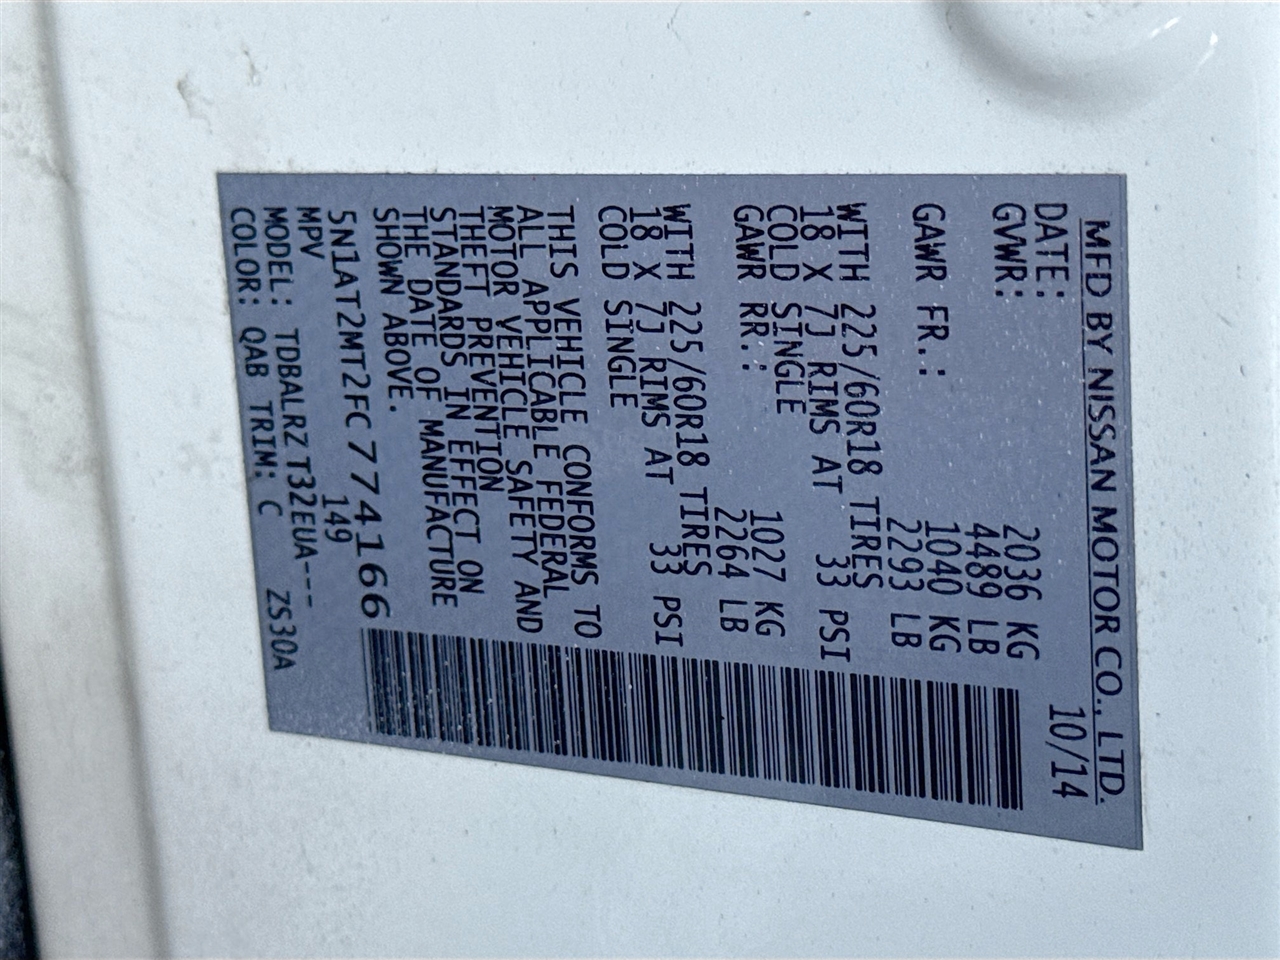 MFD BY NISSAN MOTOR CO., LTD.
DATE: 10/14
GVWR: 2036 KG
4489 LB
GAWR FR.: 1040 KG
2293 LB
WITH 225/60R18 TIRES
18 X 7J RIMS AT 33 PSI
COLD SINGLE
GAWR RR.: 1027 KG
2264 LB
WITH 225/60R18 TIRES
18 X 7J RIMS AT 33 PSI
COLD SINGLE
THIS VEHICLE CONFORMS TO
ALL APPLICABLE FEDERAL
MOTOR VEHICLE SAFETY AND
THEFT PREVENTION
STANDARDS IN EFFECT ON
THE DATE OF MANUFACTURE
SHOWN ABOVE.
5N1AT2MT2FC774166
MPV 149
MODEL: TDBALRZ T32EUA---
COLOR: QAB TRIM: C ZS30A